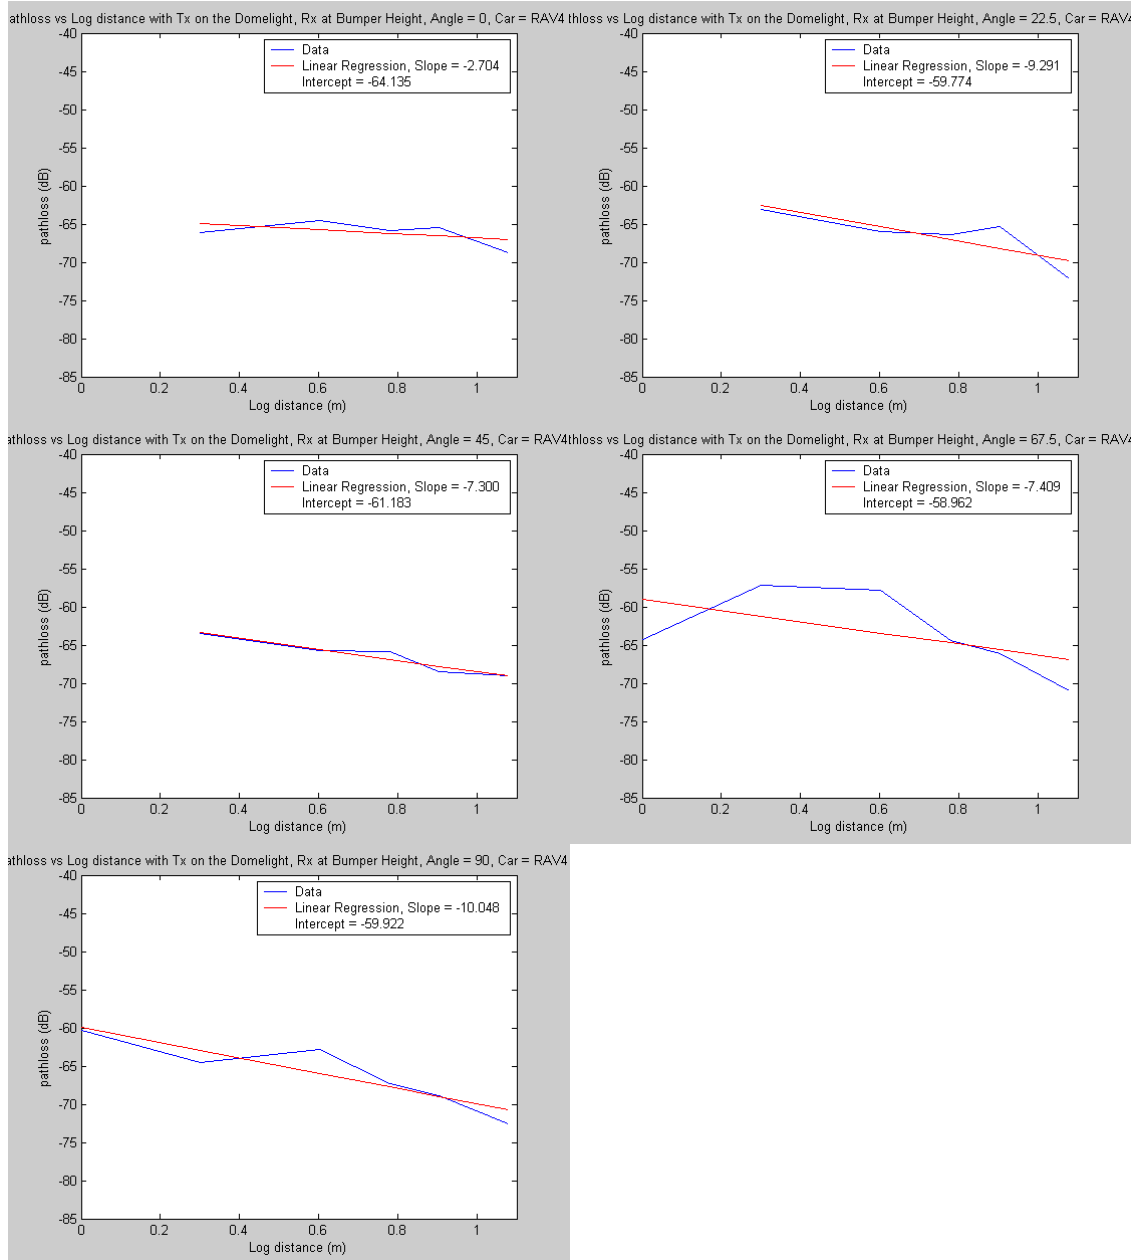 athloss vs Log distance with Tx on the Domelight, Rx at Bumper Height, Angle = 0, Car = RAV4
-40
-45
-50
-55
-60
-65
-70
-75
-80
-85
0 0.2 0.4 0.6 0.8 1
pathloss (dB)
Log distance (m)
Data
Linear Regression, Slope = -2.704
Intercept = -64.135
thloss vs Log distance with Tx on the Domelight, Rx at Bumper Height, Angle = 22.5, Car = RAV4
-40
-45
-50
-55
-60
-65
-70
-75
-80
-85
0 0.2 0.4 0.6 0.8 1
pathloss (dB)
Log distance (m)
Data
Linear Regression, Slope = -9.291
Intercept = -59.774
athloss vs Log distance with Tx on the Domelight, Rx at Bumper Height, Angle = 45, Car = RAV4
-40
-45
-50
-55
-60
-65
-70
-75
-80
-85
0 0.2 0.4 0.6 0.8 1
pathloss (dB)
Log distance (m)
Data
Linear Regression, Slope = -7.300
Intercept = -61.183
thloss vs Log distance with Tx on the Domelight, Rx at Bumper Height, Angle = 67.5, Car = RAV4
-40
-45
-50
-55
-60
-65
-70
-75
-80
-85
0 0.2 0.4 0.6 0.8 1
pathloss (dB)
Log distance (m)
Data
Linear Regression, Slope = -7.409
Intercept = -58.962
athloss vs Log distance with Tx on the Domelight, Rx at Bumper Height, Angle = 90, Car = RAV4
-40
-45
-50
-55
-60
-65
-70
-75
-80
-85
0 0.2 0.4 0.6 0.8 1
pathloss (dB)
Log distance (m)
Data
Linear Regression, Slope = -10.048
Intercept = -59.922